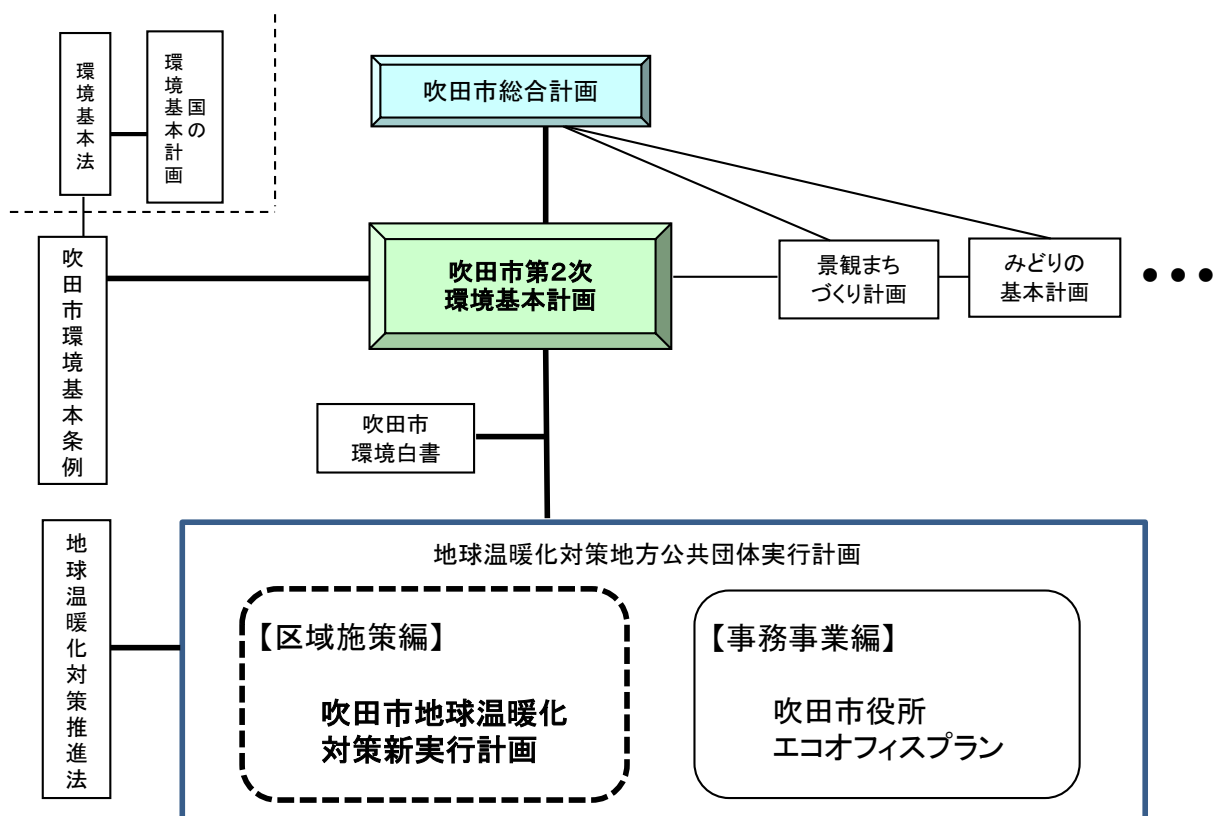 環境基本法
国の
環境基本計画
吹田市総合計画
吹田市環境基本条例
吹田市第2次
環境基本計画
景観まち
づくり計画
みどりの
基本計画
●●●
吹田市
環境白書
地球温暖化対策推進法
地球温暖化対策地方公共団体実行計画
【区域施策編】
吹田市地球温暖化
対策新実行計画
【事務事業編】
吹田市役所
エコオフィスプラン